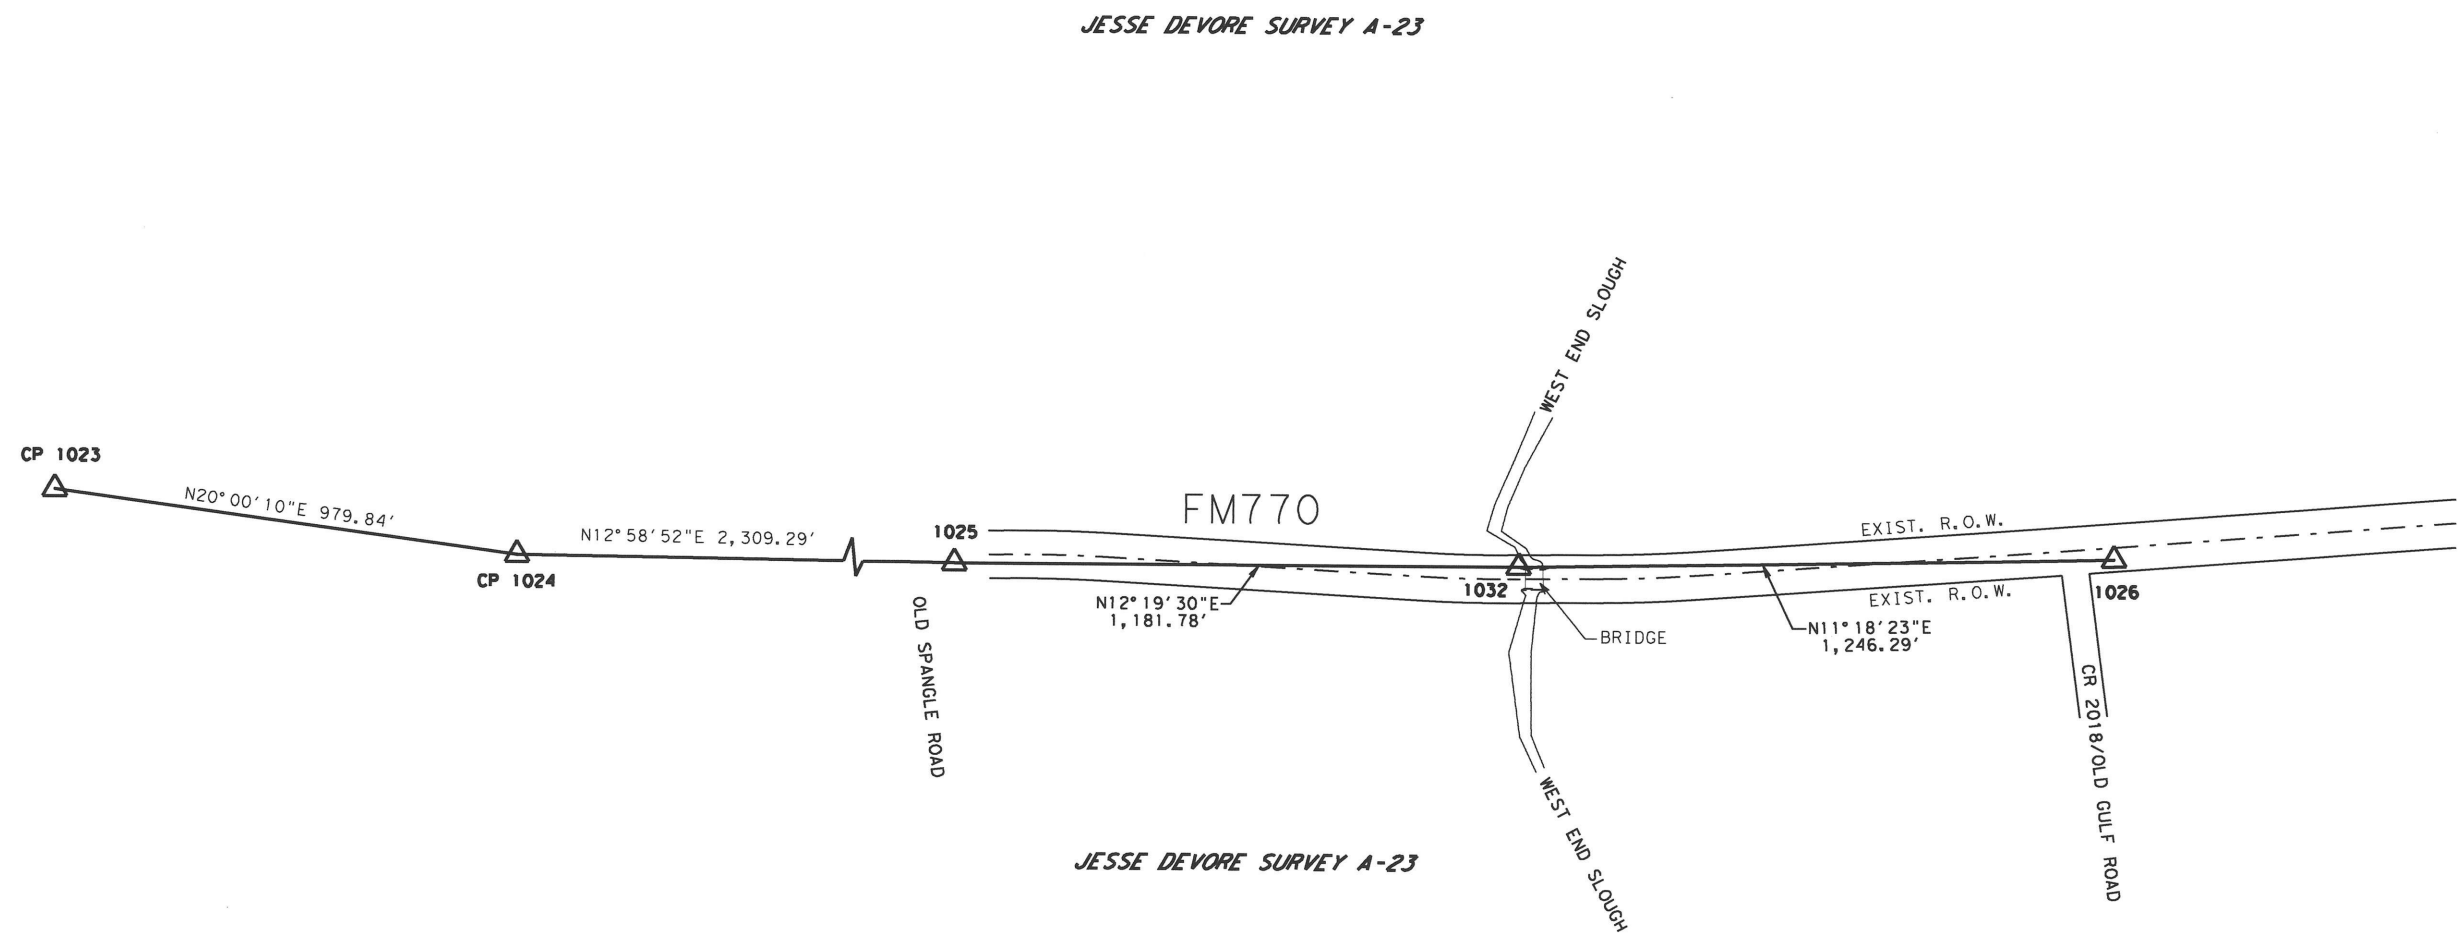 JESSE DEVORE SURVEY A-23
WEST END SLOUGH
CP 1023
N20°00'10"E 979.84'
CP 1024
N12°58'52"E 2,309.29'
1025
FM770
EXIST. R.O.W.
1032
1026
N12°19'30"E
1,181.78'
EXIST. R.O.W.
BRIDGE
N11°18'23"E
1,246.29'
OLD SPANGLE ROAD
CR 2018/OLD GULF ROAD
WEST END SLOUGH
JESSE DEVORE SURVEY A-23